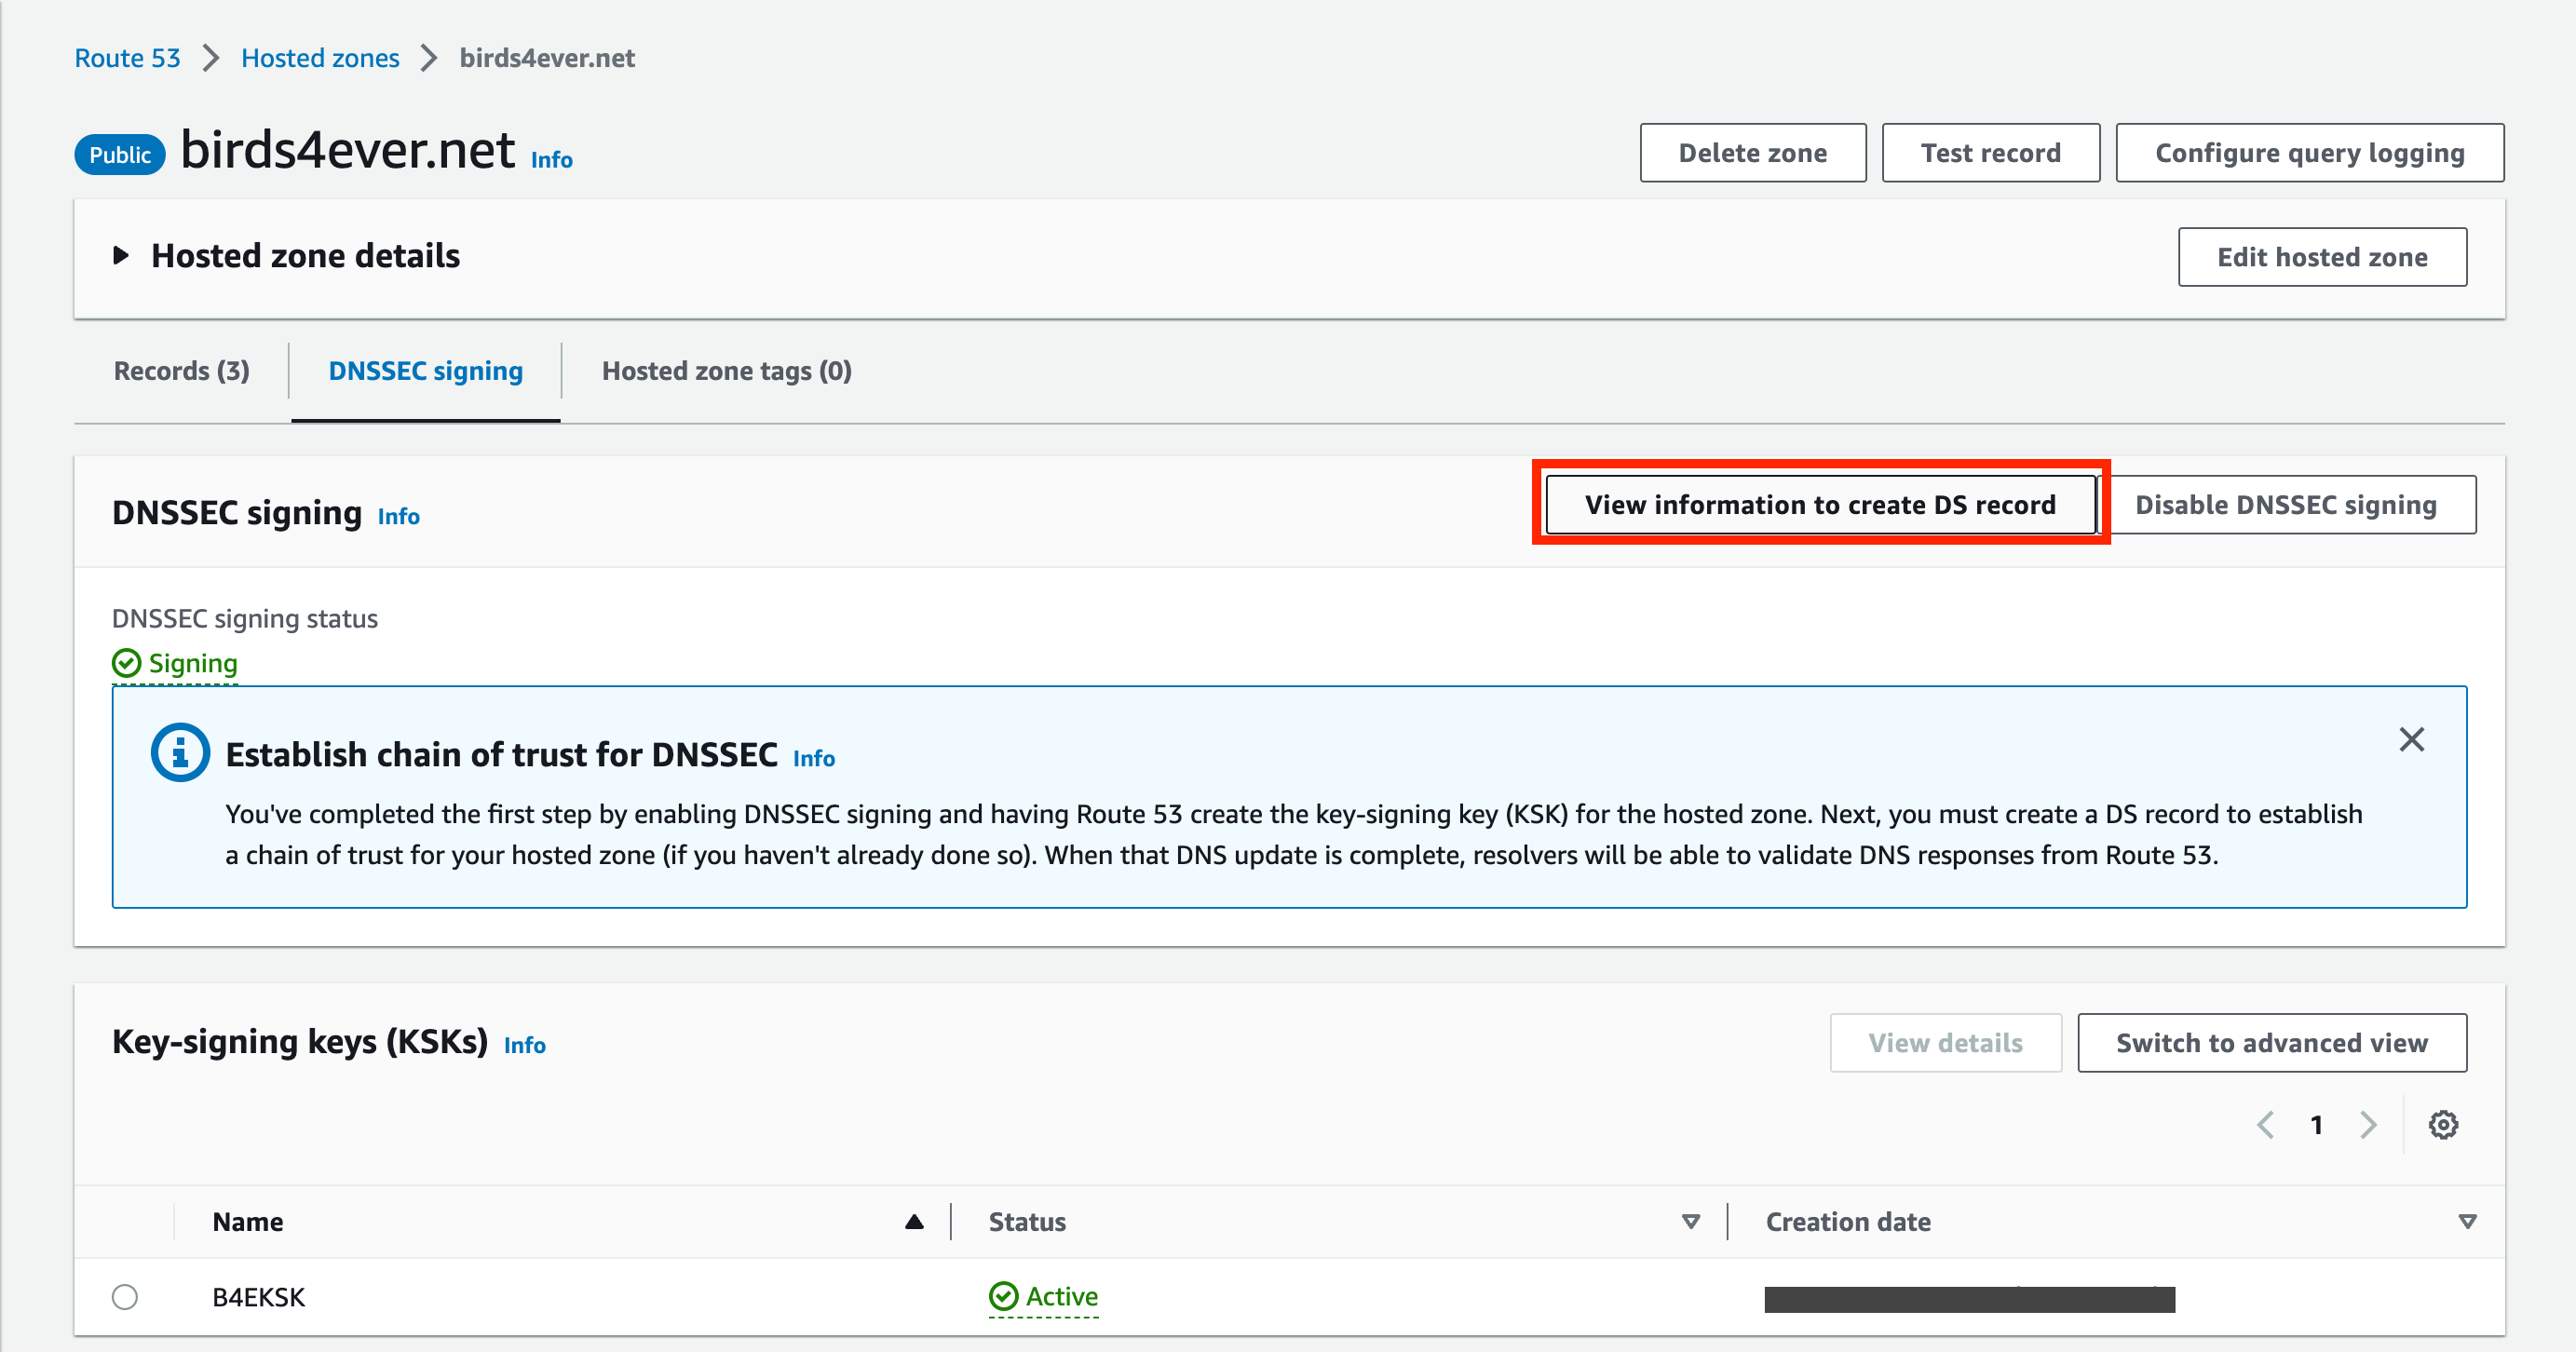 Route 53 Hosted zones birds4ever.net
Public birds4ever.net Info
Delete zone Test record Configure query logging
Hosted zone details Edit hosted zone
Records (3) DNSSEC signing Hosted zone tags (0)
DNSSEC signing Info View information to create DS record Disable DNSSEC signing
DNSSEC signing status
Signing
Establish chain of trust for DNSSEC Info
You've completed the first step by enabling DNSSEC signing and having Route 53 create the key-signing key (KSK) for the hosted zone. Next, you must create a DS record to establish
a chain of trust for your hosted zone (if you haven't already done so). When that DNS update is complete, resolvers will be able to validate DNS responses from Route 53.
Key-signing keys (KSKs) Info View details Switch to advanced view
1
Name Status Creation date
B4EKSK Active